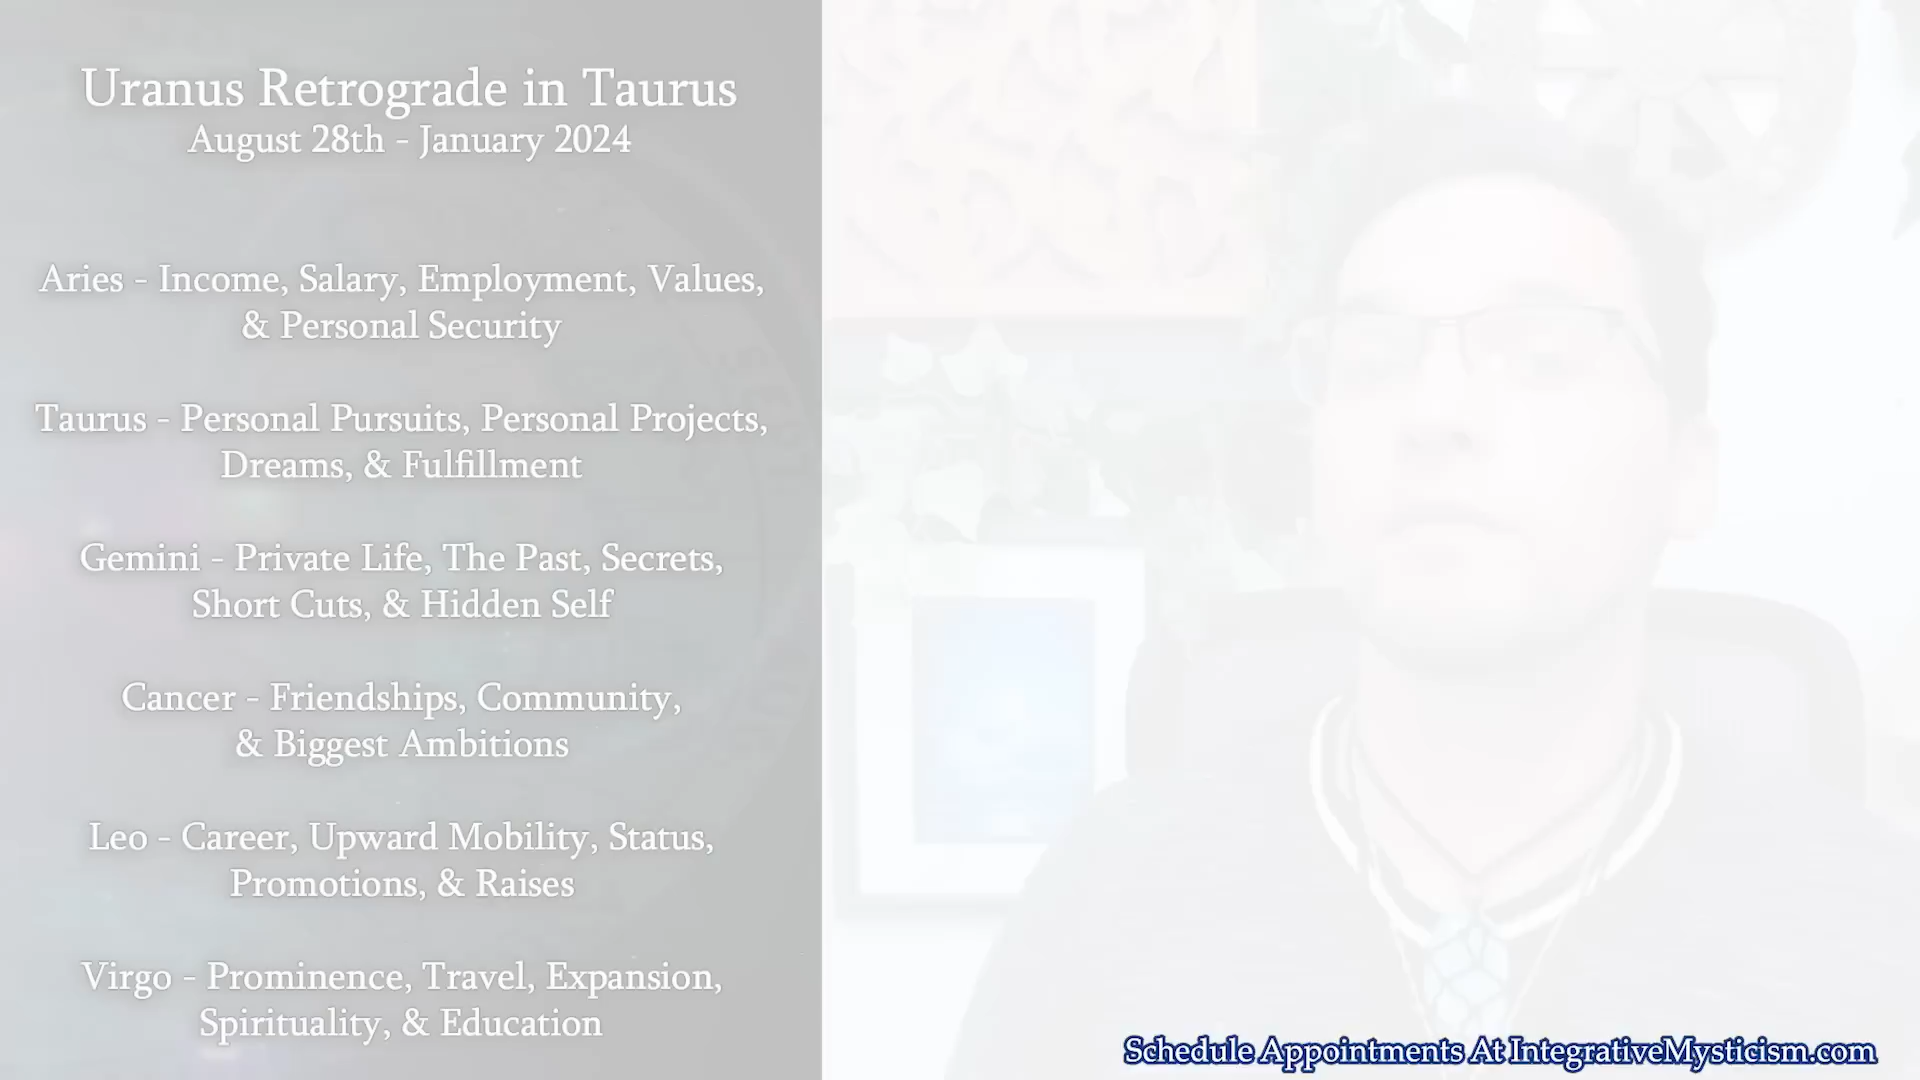 Uranus Retrograde in Taurus
August 28th - January 2024
Aries - Income, Salary, Employment, Values,
& Personal Security
Taurus - Personal Pursuits, Personal Projects,
Dreams, & Fulfillment
Gemini - Private Life, The Past, Secrets,
Short Cuts, & Hidden Self
Cancer - Friendships, Community,
& Biggest Ambitions
Leo - Career, Upward Mobility, Status,
Promotions, & Raises
Virgo - Prominence, Travel, Expansion,
Spirituality, & Education
Schedule Appointments At IntegrativeMysticism.com